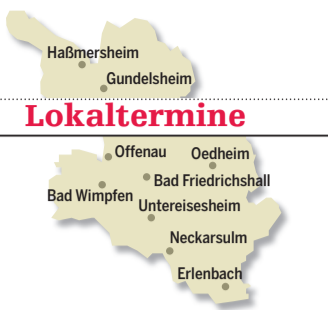 Haßmersheim
Gundelsheim
Lokaltermine
Offenau Oedheim
Bad Friedrichshall
Bad Wimpfen
Untereisesheim
Neckarsulm
Erlenbach